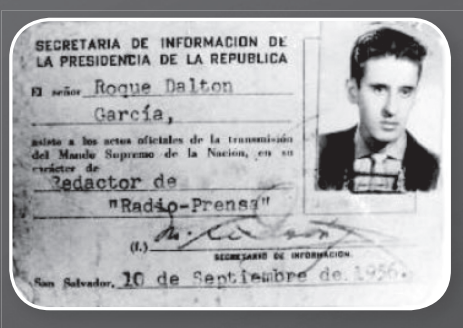 SECRETARIA DE INFORMACION DE
LA PRESIDENCIA DE LA REPUBLICA
El señor Roque Dalton
García,
asiste a los actos oficiales de la transmisión
del Mando Supremo de la Nación, en su
carácter de
Redactor de
"Radio-Prensa"
(f.)
SECRETARIO DE INFORMACION.
San Salvador, 10 de Septiembre de 1956.